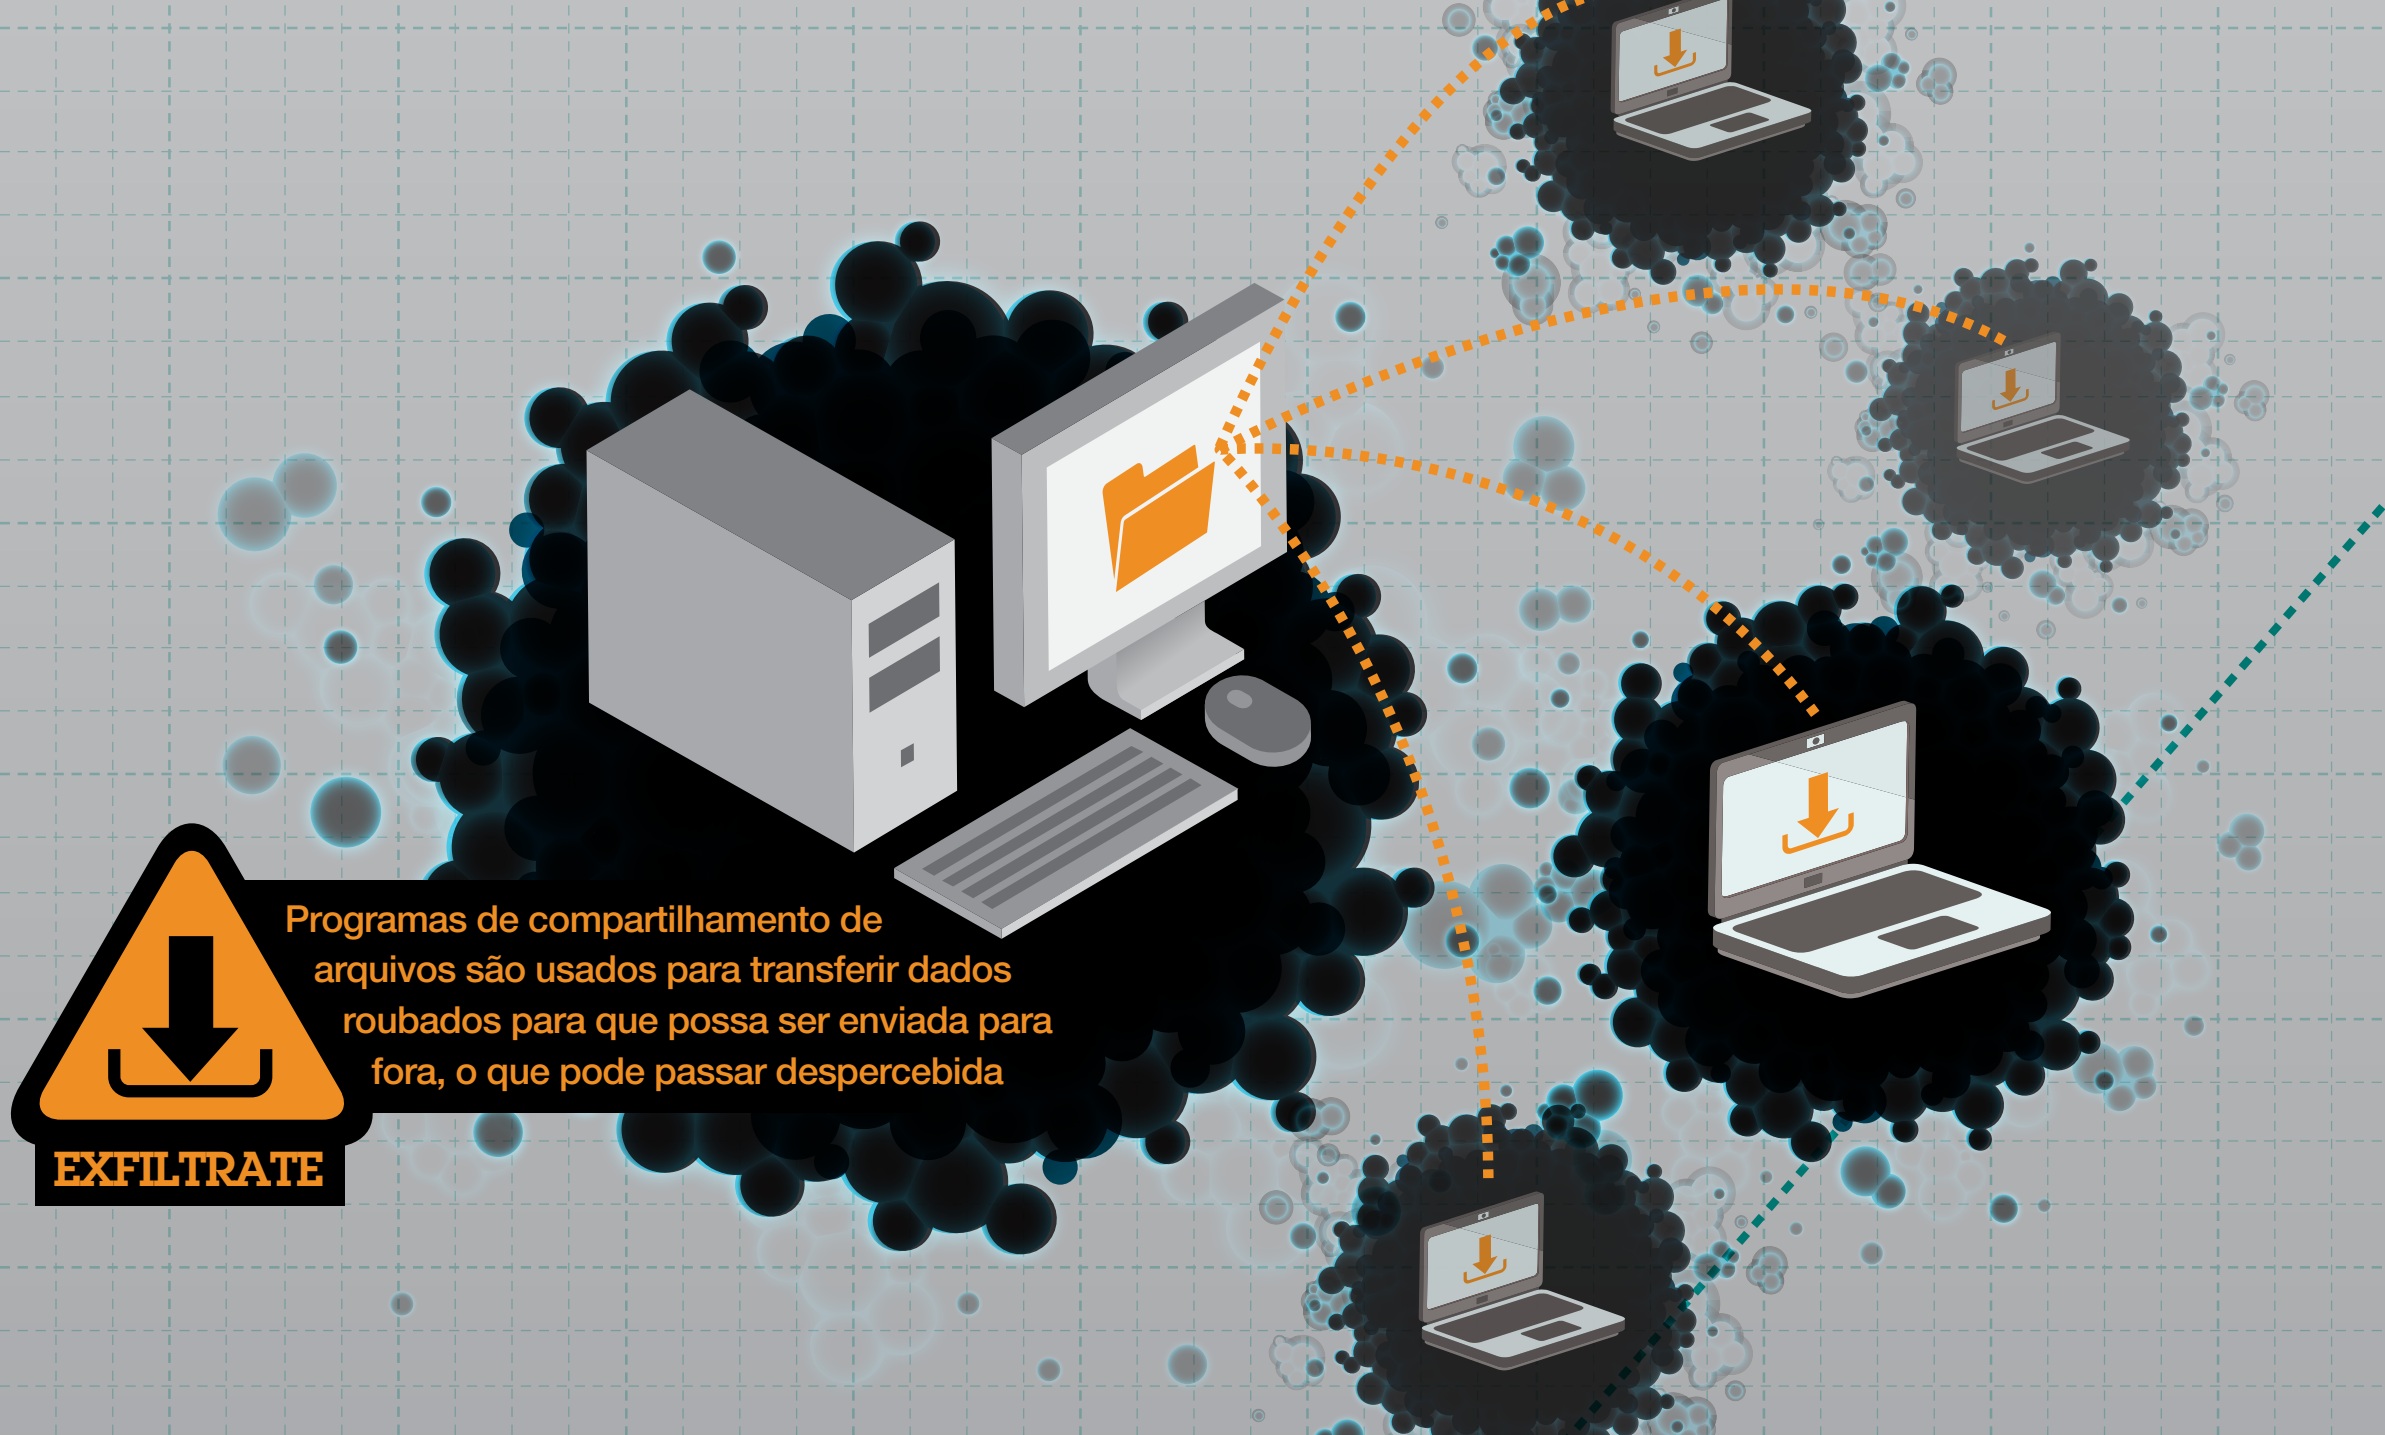 Programas de compartilhamento de
arquivos são usados para transferir dados
roubados para que possa ser enviada para
fora, o que pode passar despercebida
EXFILTRATE